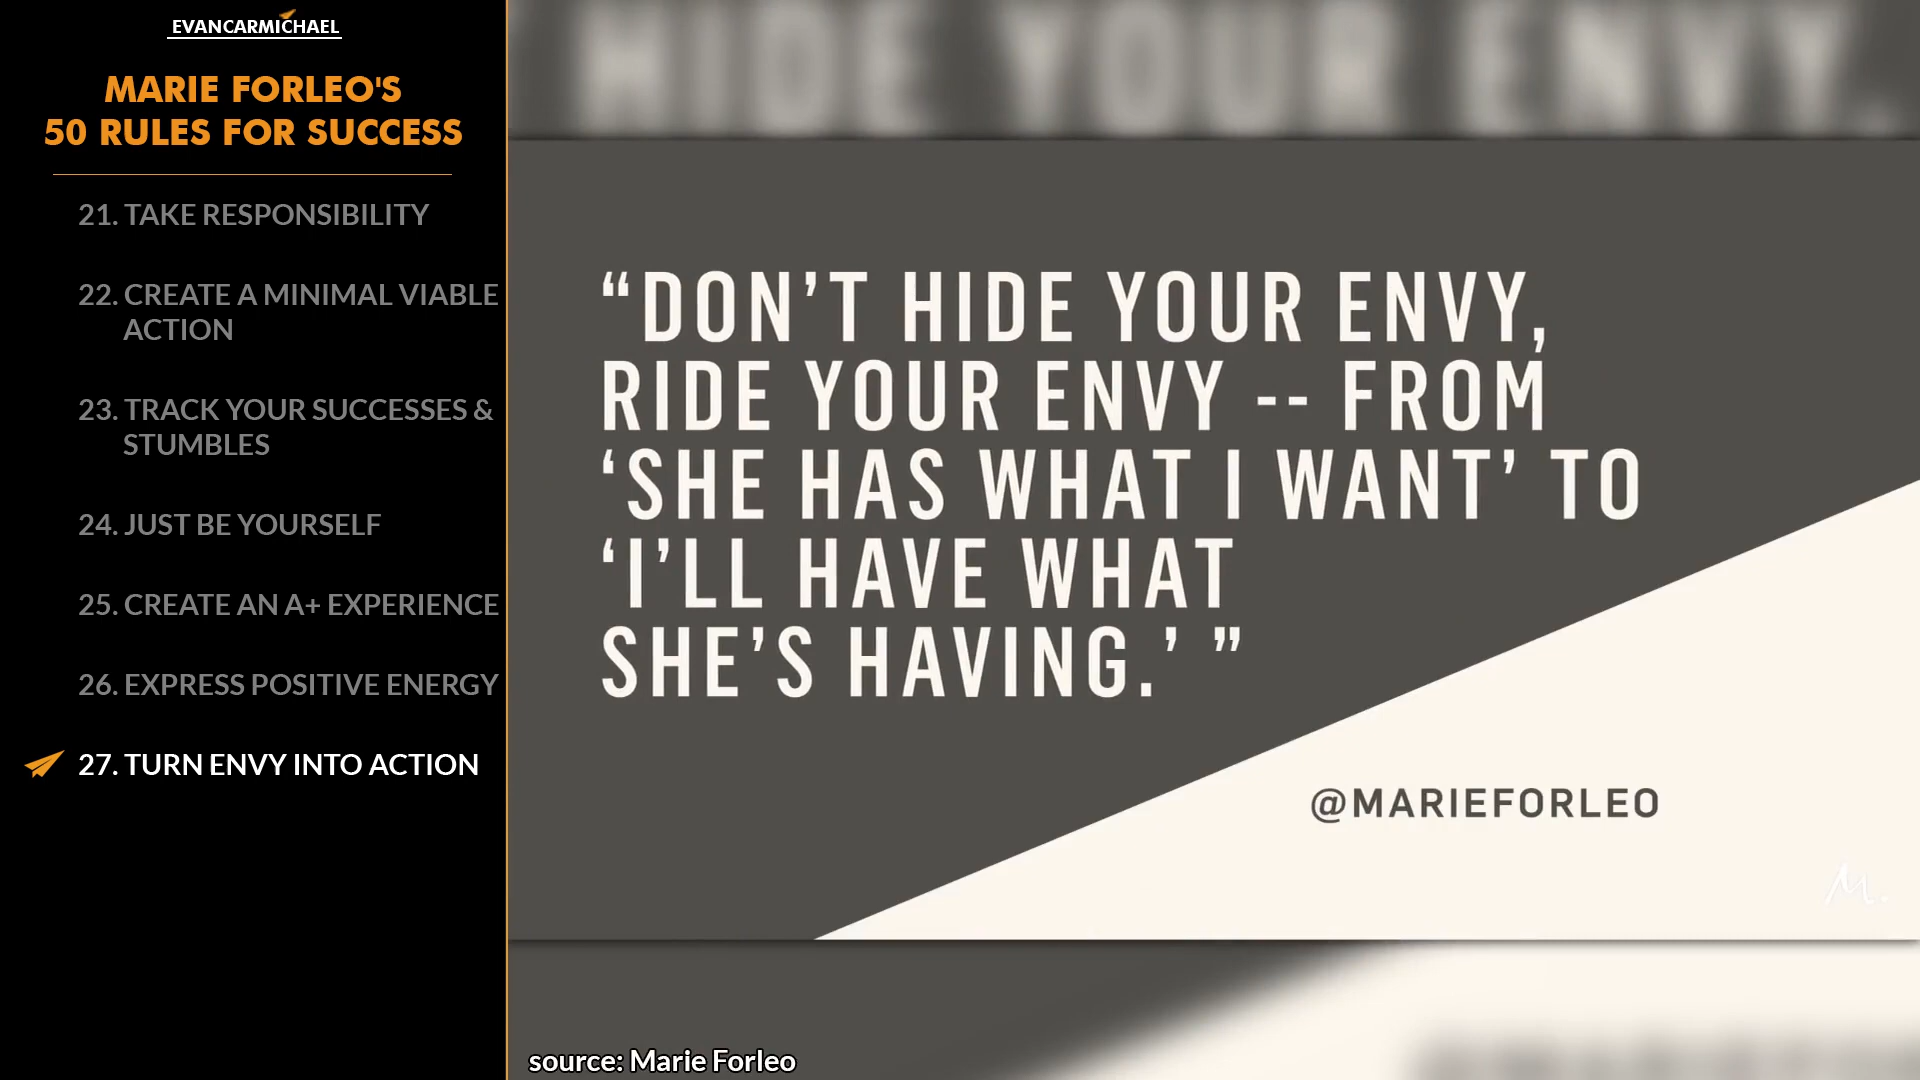 EVANCARMICHAEL
MARIE FORLEO'S
50 RULES FOR SUCCESS
21. TAKE RESPONSIBILITY
22. CREATE A MINIMAL VIABLE
ACTION
23. TRACK YOUR SUCCESSES &
STUMBLES
24. JUST BE YOURSELF
25. CREATE AN A+ EXPERIENCE
26. EXPRESS POSITIVE ENERGY
27. TURN ENVY INTO ACTION
HIDE YOUR ENVY,
“DON’T HIDE YOUR ENVY,
RIDE YOUR ENVY -- FROM
‘SHE HAS WHAT I WANT’ TO
‘I’LL HAVE WHAT
SHE’S HAVING.’ ”
@MARIEFORLEO
M.
source: Marie Forleo